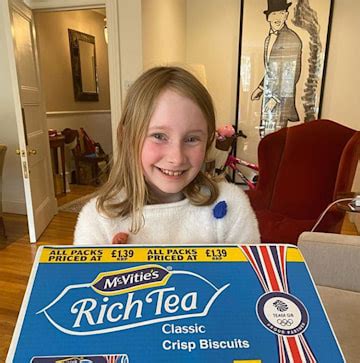 ALL PACKS PRICED AT £1.39 RRP
ALL PACKS PRICED AT £1.39 RRP
McVitie's
Rich Tea
Classic
Crisp Biscuits
TEAM GB